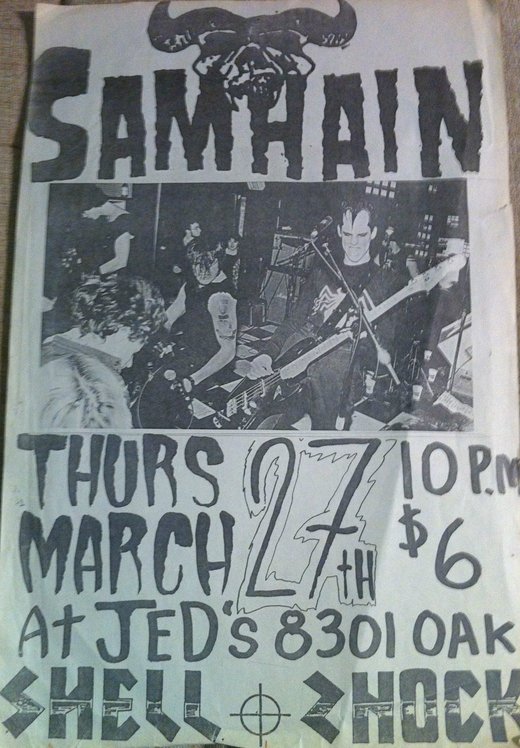 SAMHAIN
THURS
MARCH 27TH
10 P.M
$6
At JED'S 8301 OAK
SHELL SHOCK